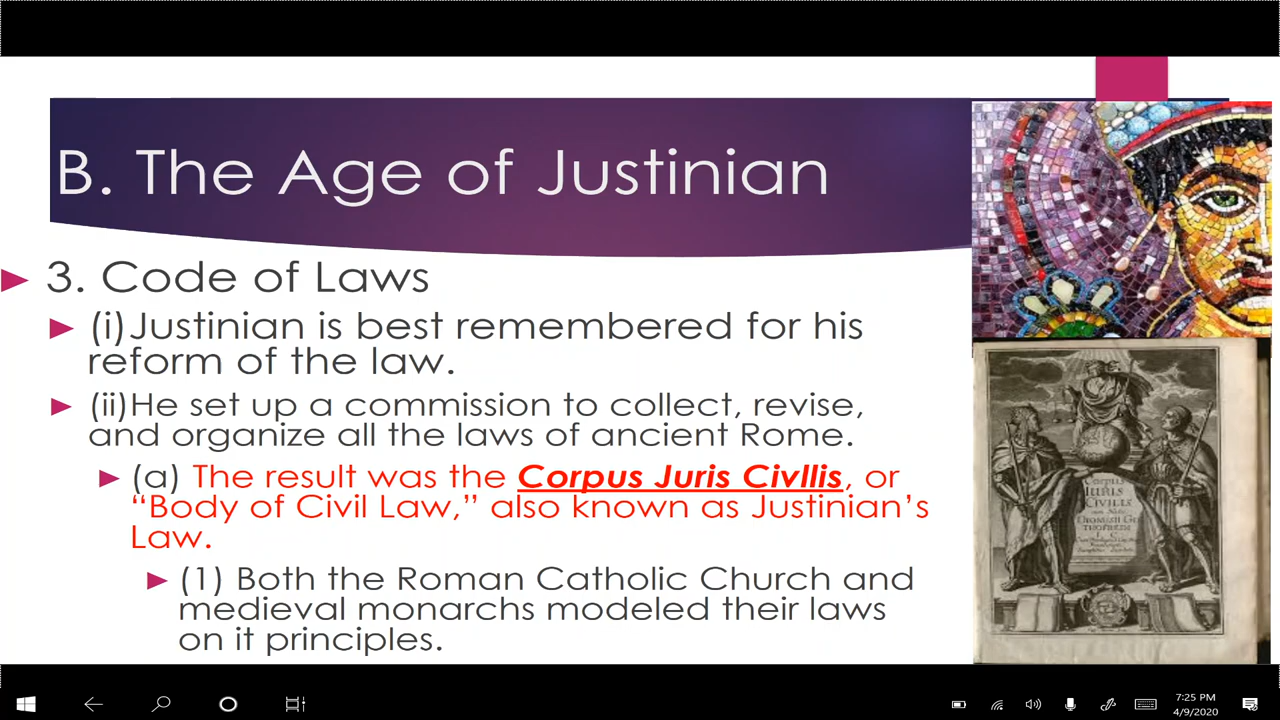 B. The Age of Justinian
3. Code of Laws
(i)Justinian is best remembered for his
reform of the law.
(ii)He set up a commission to collect, revise,
and organize all the laws of ancient Rome.
(a) The result was the Corpus Juris Civllis, or
“Body of Civil Law,” also known as Justinian’s
Law.
(1) Both the Roman Catholic Church and
medieval monarchs modeled their laws
on it principles.
Corpus
IURIS
CIVILIS
7:25 PM
4/9/2020